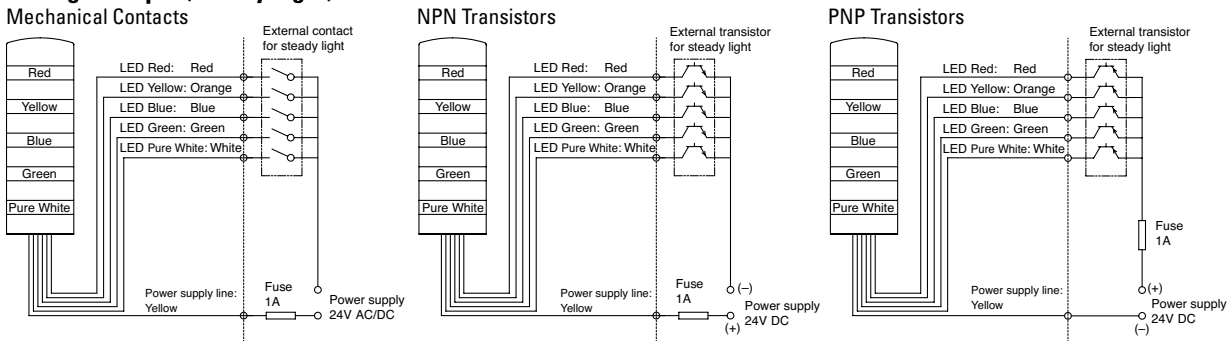 Mechanical Contacts
External contact
for steady light
Red
Yellow
Blue
Green
Pure White
LED Red: Red
LED Yellow: Orange
LED Blue: Blue
LED Green: Green
LED Pure White: White
Power supply line:
Yellow
Fuse
1A
Power supply
24V AC/DC
NPN Transistors
External transistor
for steady light
Red
Yellow
Blue
Green
Pure White
LED Red: Red
LED Yellow: Orange
LED Blue: Blue
LED Green: Green
LED Pure White: White
Power supply line:
Yellow
Fuse
1A
(–)
Power supply
24V DC
(+)
PNP Transistors
External transistor
for steady light
Red
Yellow
Blue
Green
Pure White
LED Red: Red
LED Yellow: Orange
LED Blue: Blue
LED Green: Green
LED Pure White: White
Fuse
1A
Power supply line:
Yellow
(+)
Power supply
24V DC
(–)